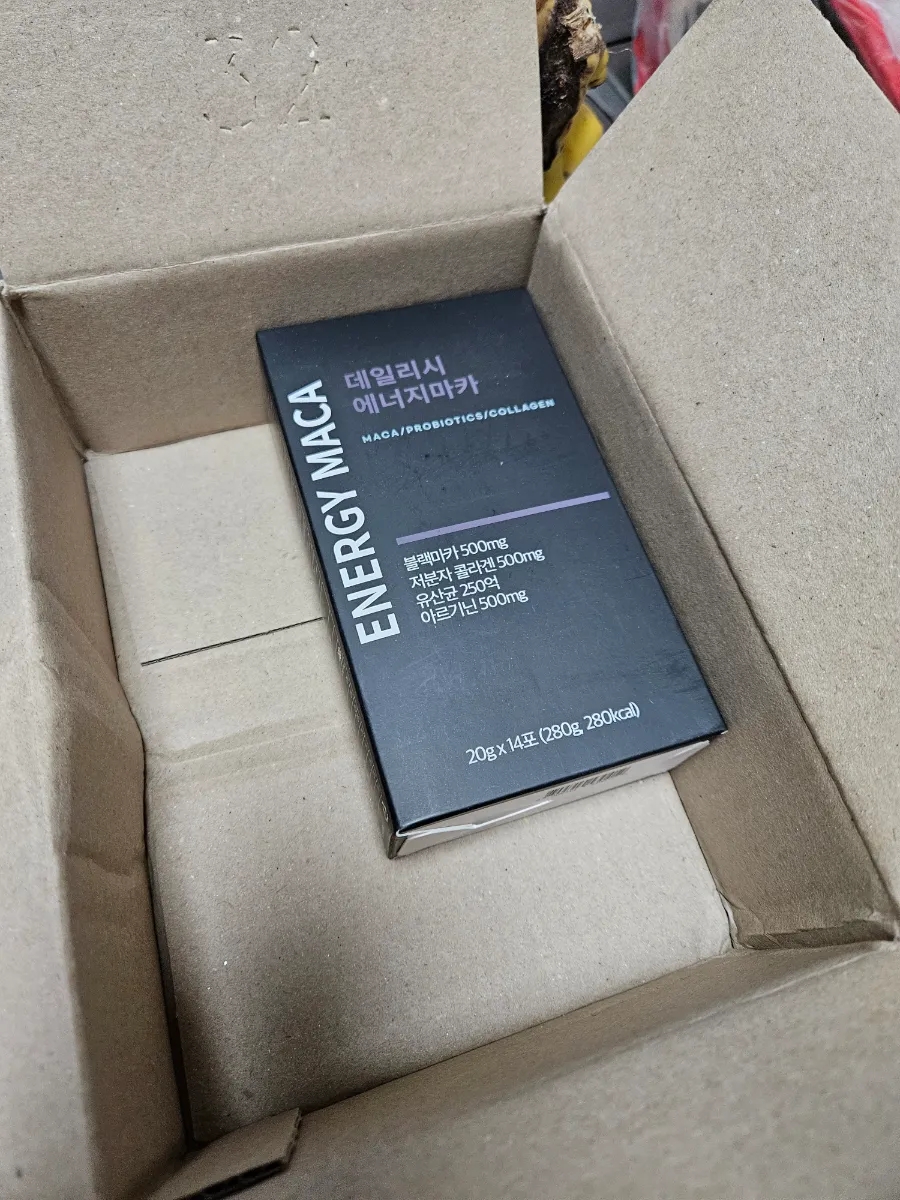 32
ENERGY MACA
데일리시
에너지마카
MACA/PROBIOTICS/COLLAGEN
블랙마카 500mg
저분자 콜라겐 500mg
유산균 250억
아르기닌 500mg
20g x 14포 (280g, 280kcal)